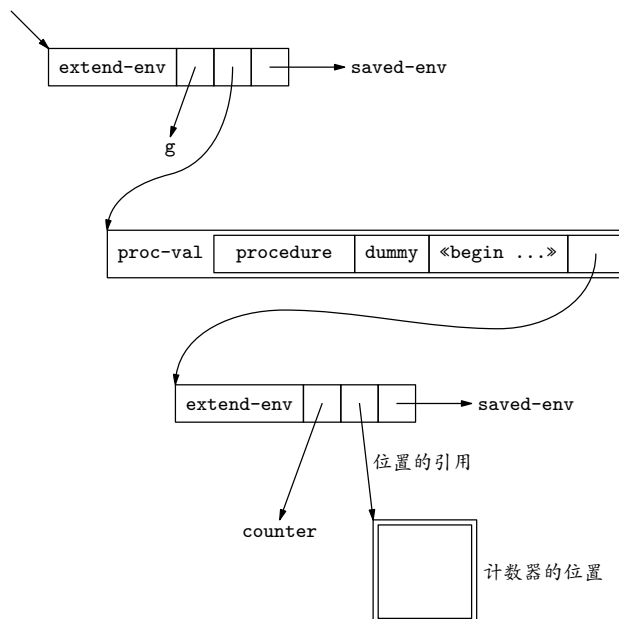 extend-env saved-env
g
proc-val procedure dummy «begin ...»
extend-env saved-env
位置的引用
counter
计数器的位置